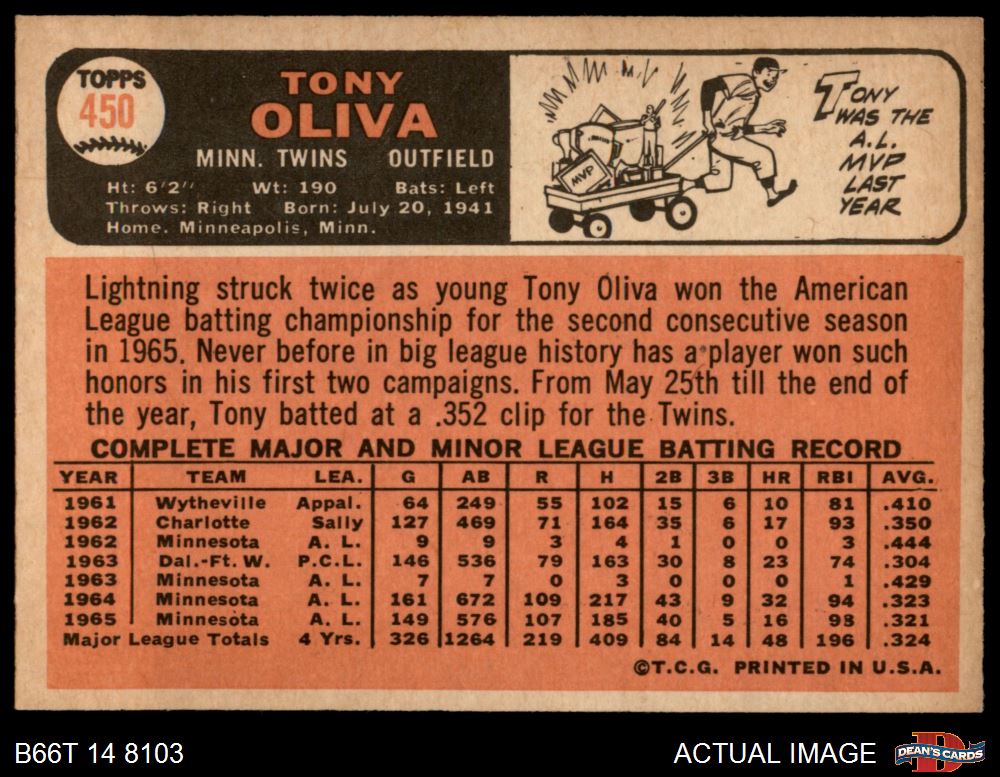 TOPPS
450
TONY
OLIVA
MINN. TWINS OUTFIELD
Ht: 6'2" Wt: 190 Bats: Left
Throws: Right Born: July 20, 1941
Home. Minneapolis, Minn.
MVP
TONY
WAS THE
A.L.
MVP
LAST
YEAR
Lightning struck twice as young Tony Oliva won the American
League batting championship for the second consecutive season
in 1965. Never before in big league history has a player won such
honors in his first two campaigns. From May 25th till the end of
the year, Tony batted at a .352 clip for the Twins.
COMPLETE MAJOR AND MINOR LEAGUE BATTING RECORD
YEAR TEAM LEA. G AB R H 2B 3B HR RBI AVG.
1961 Wytheville Appal. 64 249 55 102 15 6 10 81 .410
1962 Charlotte Sally 127 469 71 164 35 6 17 93 .350
1962 Minnesota A. L. 9 9 3 4 1 0 0 3 .444
1963 Dal.-Ft. W. P.C.L. 146 536 79 163 30 8 23 74 .304
1963 Minnesota A. L. 7 7 0 3 0 0 0 1 .429
1964 Minnesota A. L. 161 672 109 217 43 9 32 94 .323
1965 Minnesota A. L. 149 576 107 185 40 5 16 98 .321
Major League Totals 4 Yrs. 326 1264 219 409 84 14 48 196 .324
©T.C.G. PRINTED IN U.S.A.
B66T 14 8103
ACTUAL IMAGE
DEAN'S CARDS